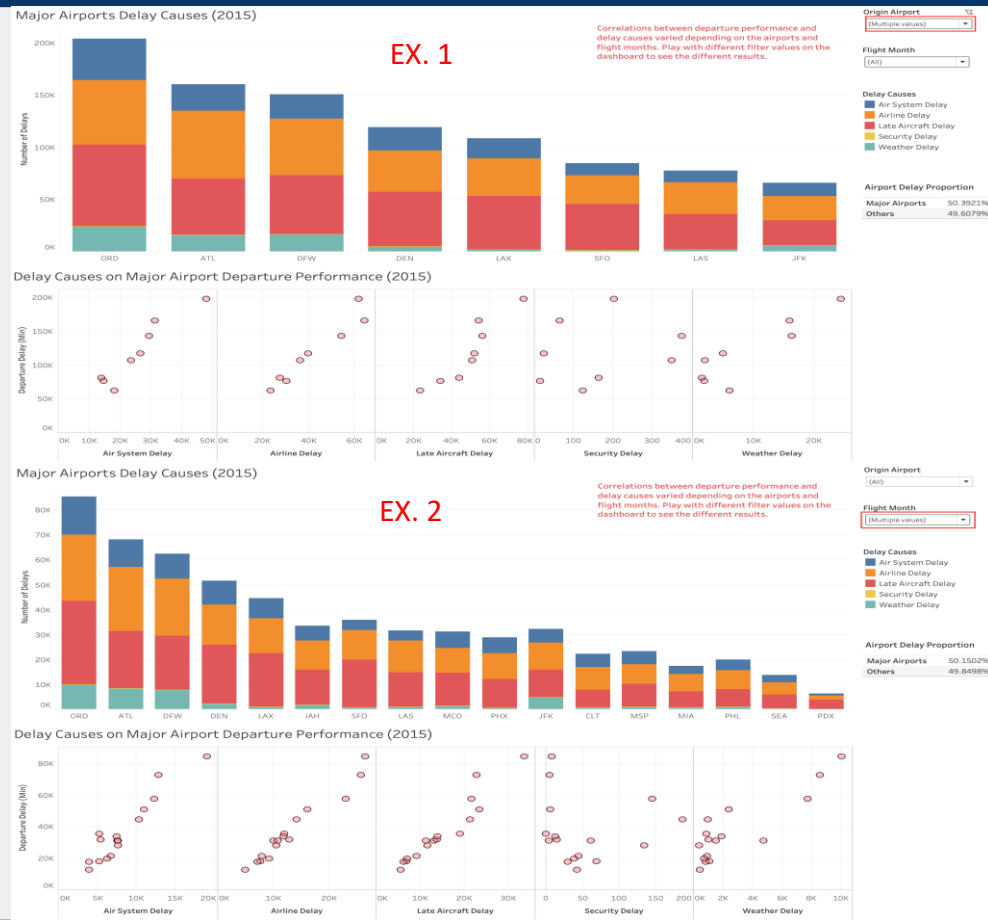 Major Airports Delay Causes (2015)
EX. 1
Correlations between departure performance and
delay causes varied depending on the airports and
flight months. Play with different filter values on the
dashboard to see the different results.
Origin Airport
(Multiple values)
Flight Month
(All)
Delay Causes
Air System Delay
Airline Delay
Late Aircraft Delay
Security Delay
Weather Delay
Airport Delay Proportion
Major Airports 50.3921%
Others 49.6079%
Number of Delays
200K
150K
100K
50K
0K
ORD ATL DFW DEN LAX SFO LAS JFK
Delay Causes on Major Airport Departure Performance (2015)
Departure Delay (Min)
200K
150K
100K
50K
0K
0K 10K 20K 30K 40K 50K 0K 20K 40K 60K 0K 20K 40K 60K 80K 0 100 200 300 400 0K 10K 20K
Air System Delay Airline Delay Late Aircraft Delay Security Delay Weather Delay
Major Airports Delay Causes (2015)
EX. 2
Correlations between departure performance and
delay causes varied depending on the airports and
flight months. Play with different filter values on the
dashboard to see the different results.
Origin Airport
(All)
Flight Month
(Multiple values)
Delay Causes
Air System Delay
Airline Delay
Late Aircraft Delay
Security Delay
Weather Delay
Airport Delay Proportion
Major Airports 50.1502%
Others 49.8498%
Number of Delays
80K
70K
60K
50K
40K
30K
20K
10K
0K
ORD ATL DFW DEN LAX IAH SFO LAS MCO PHX JFK CLT MSP MIA PHL SEA PDX
Delay Causes on Major Airport Departure Performance (2015)
Departure Delay (Min)
80K
60K
40K
20K
0K
0K 5K 10K 15K 20K 0K 10K 20K 0K 10K 20K 30K 0 50 100 150 200 0K 2K 4K 6K 8K 10K
Air System Delay Airline Delay Late Aircraft Delay Security Delay Weather Delay